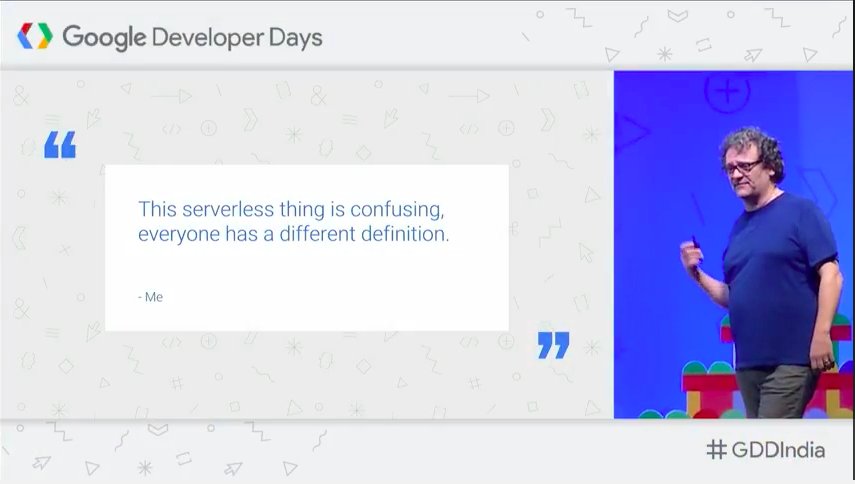 Google Developer Days
“
This serverless thing is confusing,
everyone has a different definition.
- Me
”
#GDDIndia